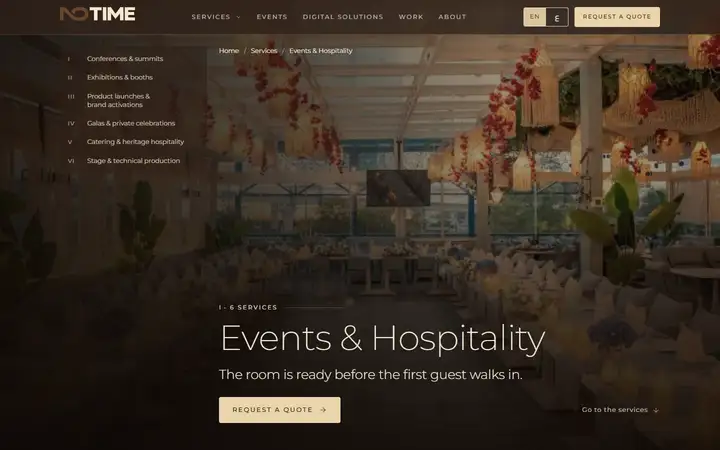 NOTIME
SERVICES
EVENTS
DIGITAL SOLUTIONS
WORK
ABOUT
EN
ع
REQUEST A QUOTE
Home / Services / Events & Hospitality
I Conferences & summits
II Exhibitions & booths
III Product launches &
brand activations
IV Galas & private celebrations
V Catering & heritage hospitality
VI Stage & technical production
I - 6 SERVICES
Events & Hospitality
The room is ready before the first guest walks in.
REQUEST A QUOTE →
Go to the services ↓